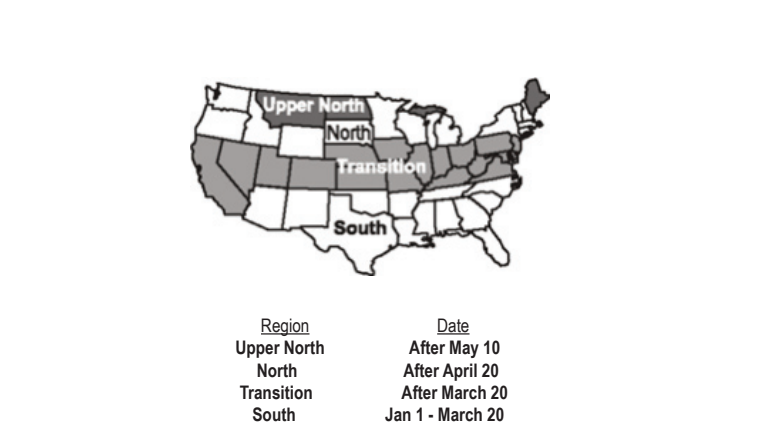 Upper North
North
Transition
South
Region Date
Upper North After May 10
North After April 20
Transition After March 20
South Jan 1 - March 20